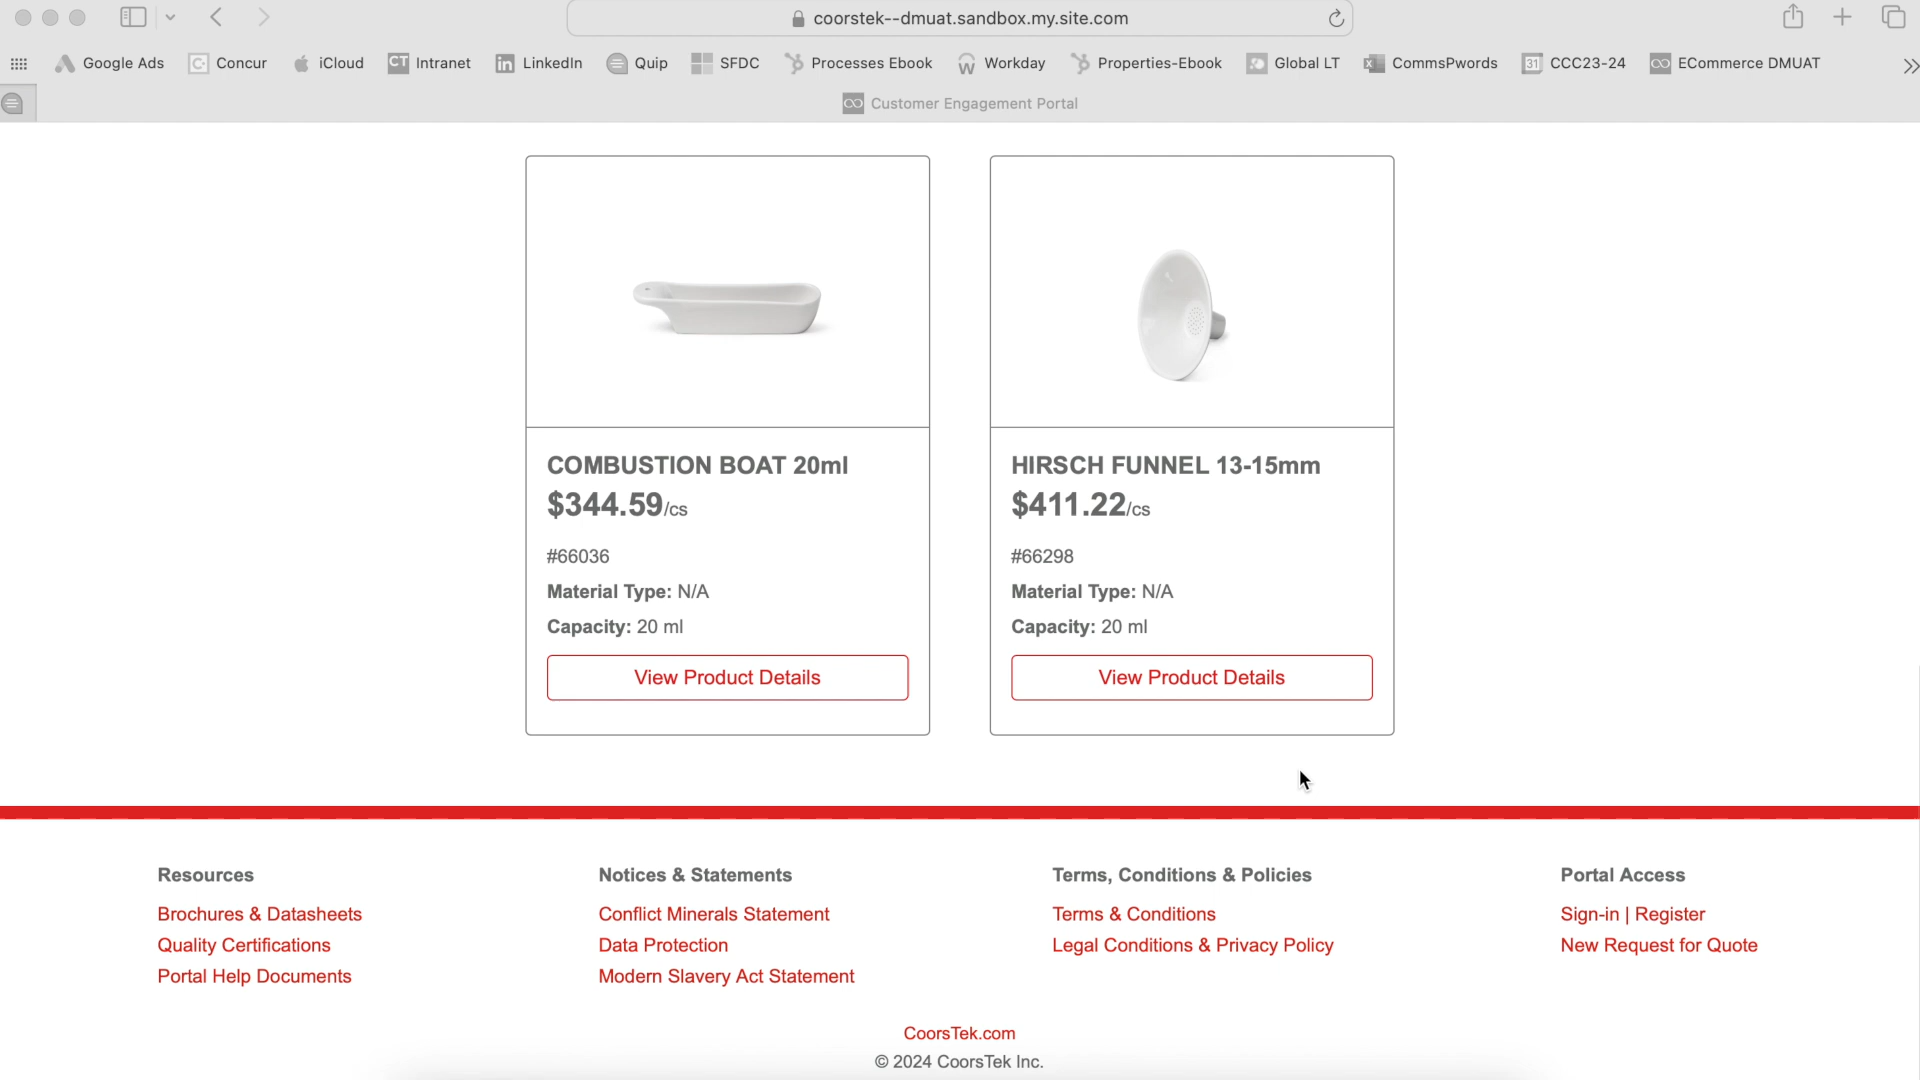 coorstek--dmuat.sandbox.my.site.com
Google Ads
Concur
iCloud
CT Intranet
in LinkedIn
Quip
SFDC
Processes Ebook
Workday
Properties-Ebook
Global LT
CommsPwords
31 CCC23-24
ECommerce DMUAT
Customer Engagement Portal
COMBUSTION BOAT 20ml
$344.59/cs
#66036
Material Type: N/A
Capacity: 20 ml
View Product Details
HIRSCH FUNNEL 13-15mm
$411.22/cs
#66298
Material Type: N/A
Capacity: 20 ml
View Product Details
Resources
Brochures & Datasheets
Quality Certifications
Portal Help Documents
Notices & Statements
Conflict Minerals Statement
Data Protection
Modern Slavery Act Statement
Terms, Conditions & Policies
Terms & Conditions
Legal Conditions & Privacy Policy
Portal Access
Sign-in | Register
New Request for Quote
CoorsTek.com
© 2024 CoorsTek Inc.